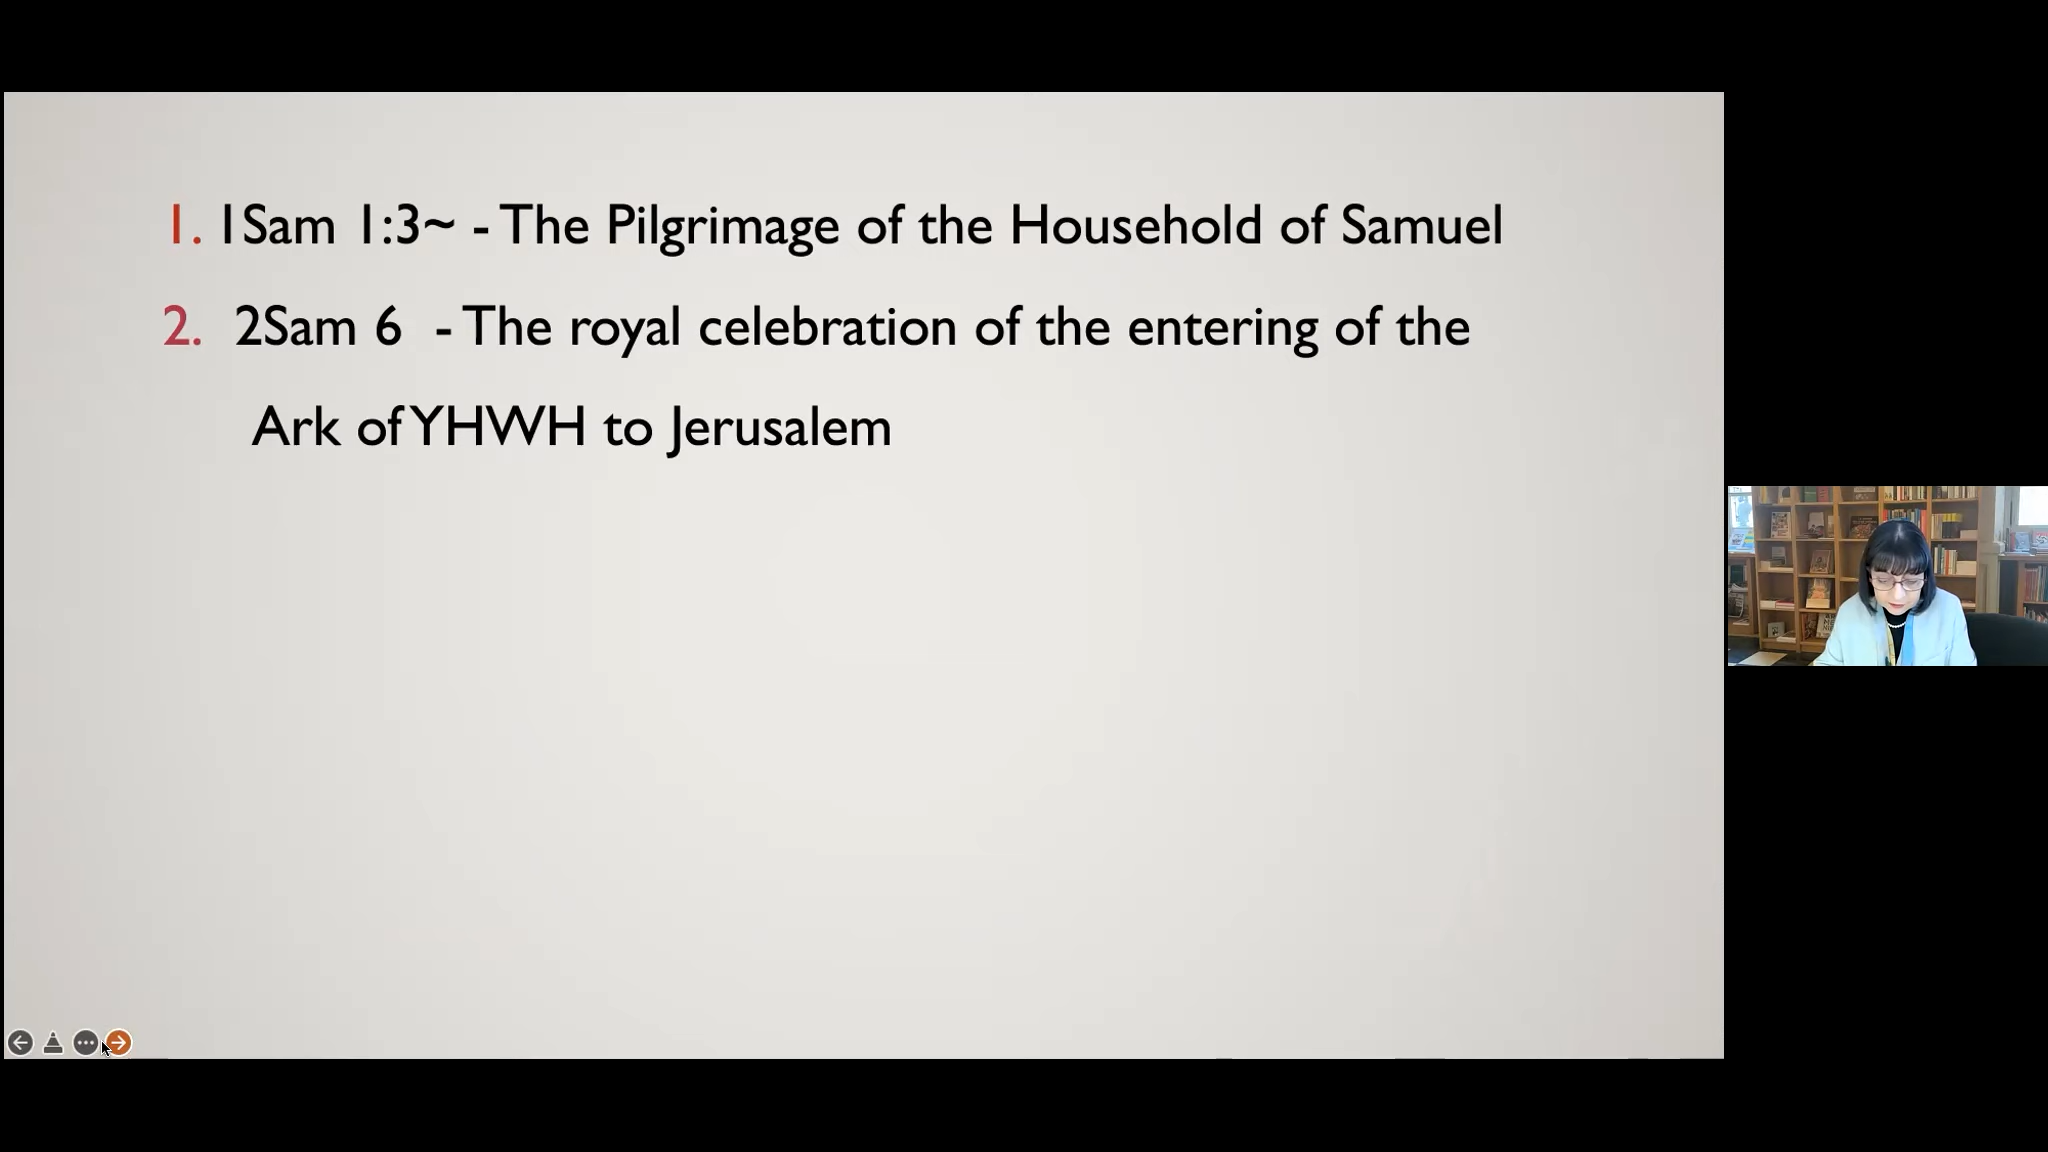 1. 1Sam 1:3~ - The Pilgrimage of the Household of Samuel
2. 2Sam 6 - The royal celebration of the entering of the
Ark of YHWH to Jerusalem